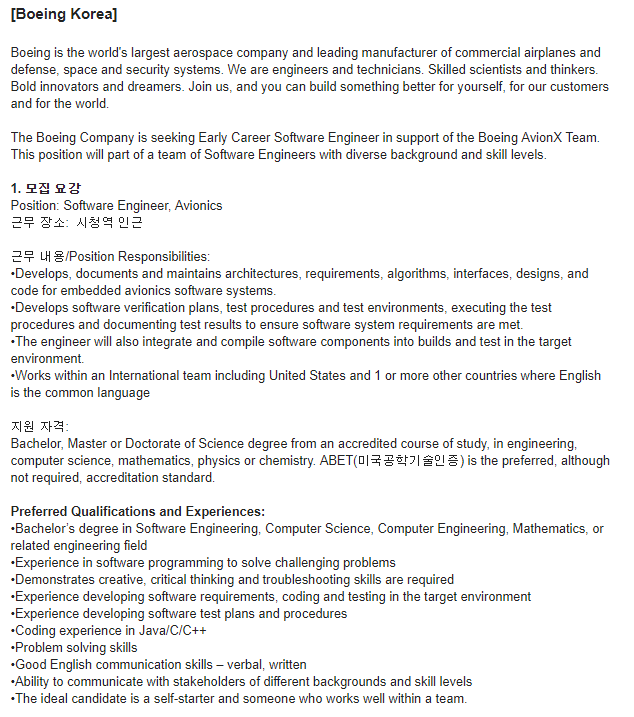 [Boeing Korea]
Boeing is the world's largest aerospace company and leading manufacturer of commercial airplanes and
defense, space and security systems. We are engineers and technicians. Skilled scientists and thinkers.
Bold innovators and dreamers. Join us, and you can build something better for yourself, for our customers
and for the world.
The Boeing Company is seeking Early Career Software Engineer in support of the Boeing AvionX Team.
This position will part of a team of Software Engineers with diverse background and skill levels.
1. 모집 요강
Position: Software Engineer, Avionics
근무 장소: 시청역 인근
근무 내용/Position Responsibilities:
•Develops, documents and maintains architectures, requirements, algorithms, interfaces, designs, and
code for embedded avionics software systems.
•Develops software verification plans, test procedures and test environments, executing the test
procedures and documenting test results to ensure software system requirements are met.
•The engineer will also integrate and compile software components into builds and test in the target
environment.
•Works within an International team including United States and 1 or more other countries where English
is the common language
지원 자격:
Bachelor, Master or Doctorate of Science degree from an accredited course of study, in engineering,
computer science, mathematics, physics or chemistry. ABET(미국공학기술인증) is the preferred, although
not required, accreditation standard.
Preferred Qualifications and Experiences:
•Bachelor's degree in Software Engineering, Computer Science, Computer Engineering, Mathematics, or
related engineering field
•Experience in software programming to solve challenging problems
•Demonstrates creative, critical thinking and troubleshooting skills are required
•Experience developing software requirements, coding and testing in the target environment
•Experience developing software test plans and procedures
•Coding experience in Java/C/C++
•Problem solving skills
•Good English communication skills – verbal, written
•Ability to communicate with stakeholders of different backgrounds and skill levels
•The ideal candidate is a self-starter and someone who works well within a team.